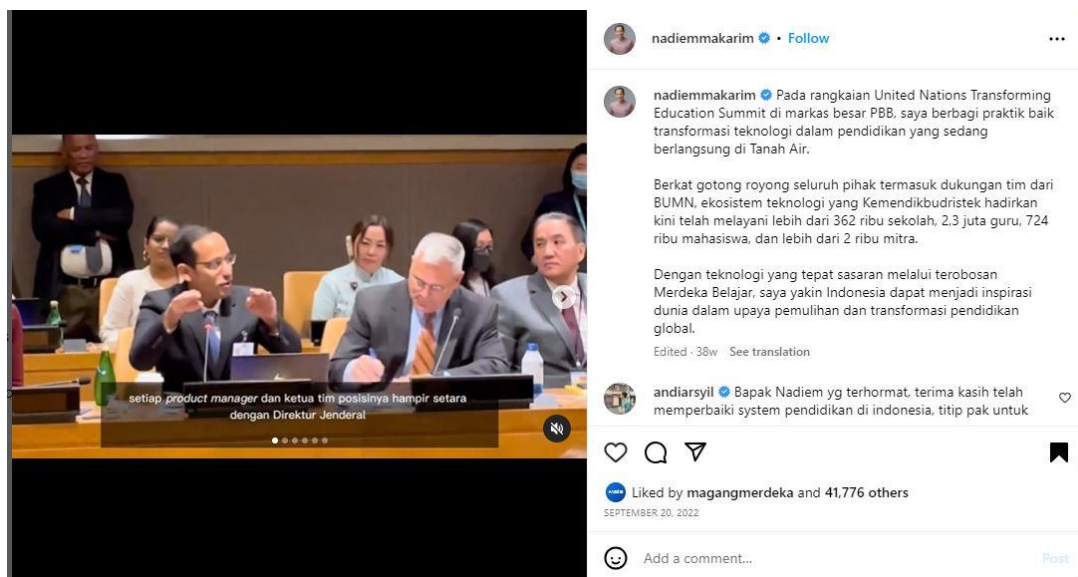 setiap product manager dan ketua tim posisinya hampir setara
dengan Direktur Jenderal
nadiemmakarim • Follow
nadiemmakarim Pada rangkaian United Nations Transforming
Education Summit di markas besar PBB, saya berbagi praktik baik
transformasi teknologi dalam pendidikan yang sedang
berlangsung di Tanah Air.
Berkat gotong royong seluruh pihak termasuk dukungan tim dari
BUMN, ekosistem teknologi yang Kemendikbudristek hadirkan
kini telah melayani lebih dari 362 ribu sekolah, 2,3 juta guru, 724
ribu mahasiswa, dan lebih dari 2 ribu mitra.
Dengan teknologi yang tepat sasaran melalui terobosan
Merdeka Belajar, saya yakin Indonesia dapat menjadi inspirasi
dunia dalam upaya pemulihan dan transformasi pendidikan
global.
Edited · 38w See translation
andiarsyil Bapak Nadiem yg terhormat, terima kasih telah
memperbaiki system pendidikan di indonesia, titip pak untuk
Liked by magangmerdeka and 41,776 others
SEPTEMBER 20, 2022
Add a comment... Post